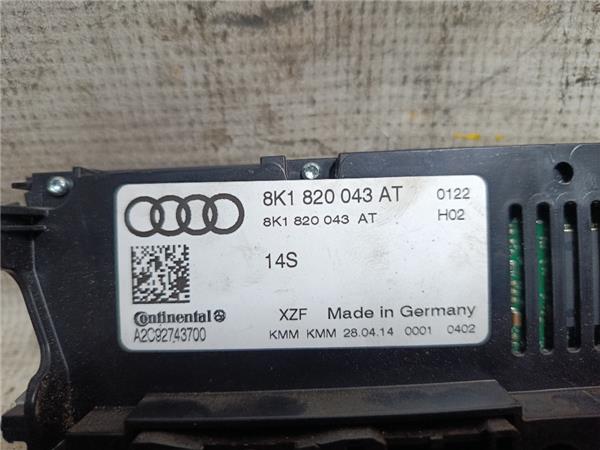 8K1 820 043 AT 0122
8K1 820 043 AT H02
14S
Continental
XZF Made in Germany
A2C92743700
KMM KMM 28.04.14 0001 0402